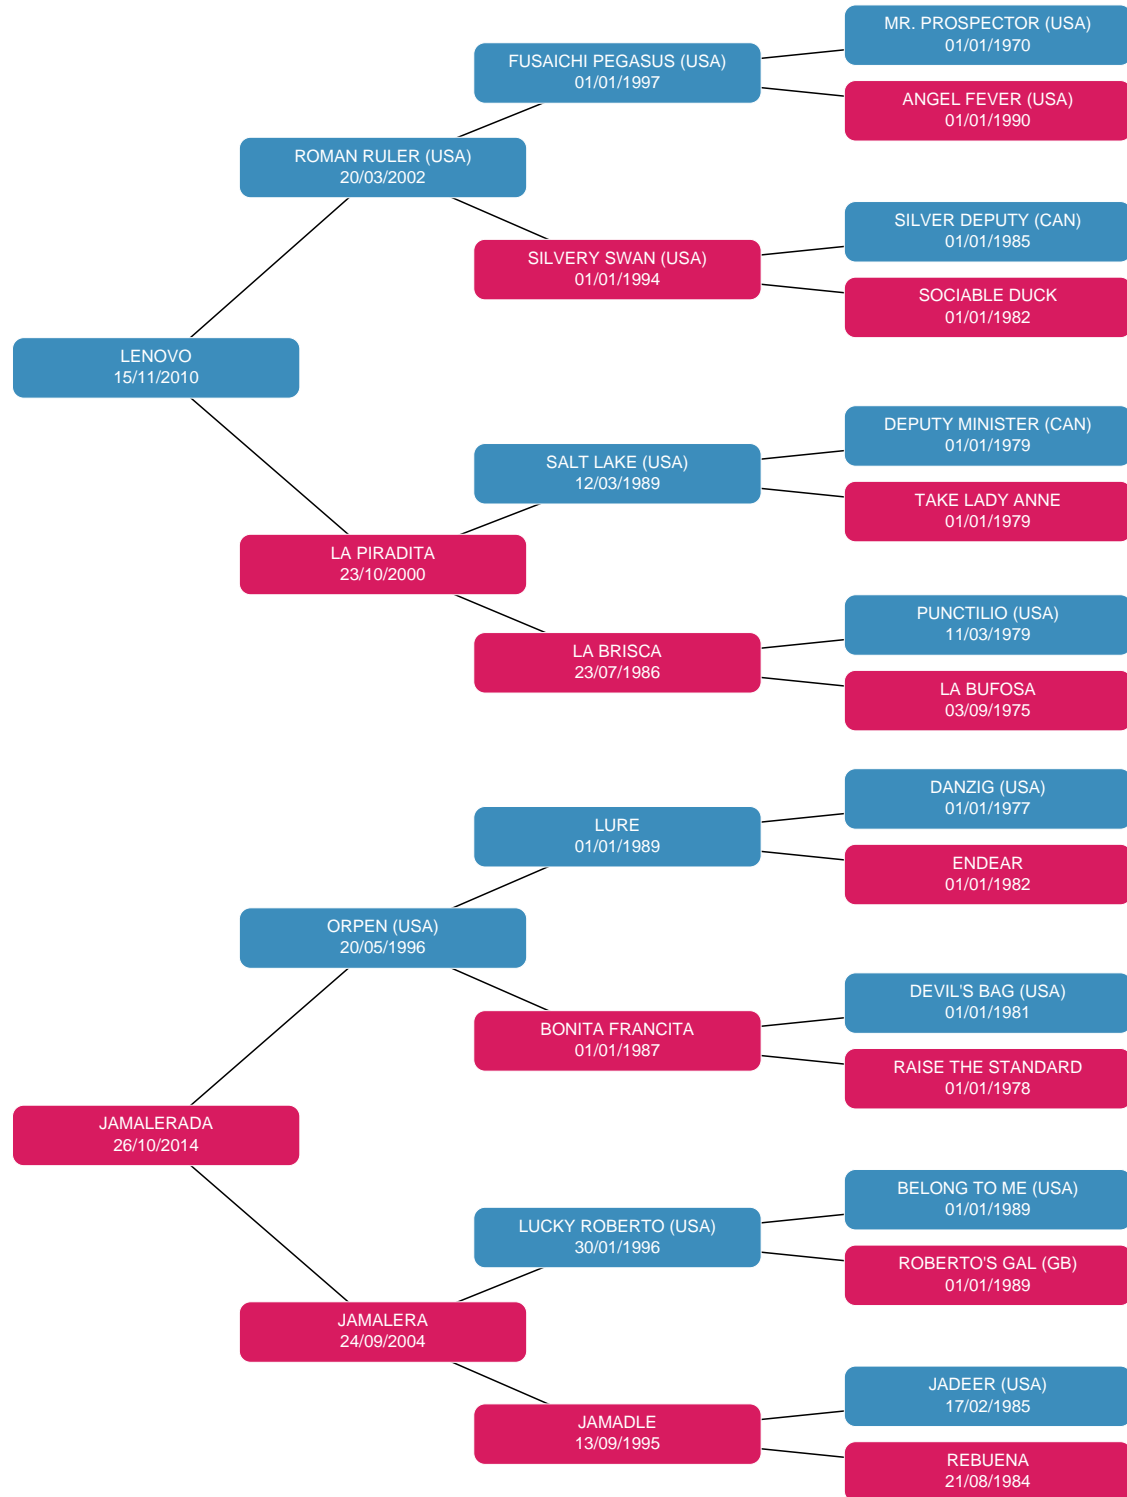 MR. PROSPECTOR (USA)
01/01/1970
FUSAICHI PEGASUS (USA)
01/01/1997
ANGEL FEVER (USA)
01/01/1990
ROMAN RULER (USA)
20/03/2002
SILVER DEPUTY (CAN)
01/01/1985
SILVERY SWAN (USA)
01/01/1994
SOCIABLE DUCK
01/01/1982
LENOVO
15/11/2010
DEPUTY MINISTER (CAN)
01/01/1979
SALT LAKE (USA)
12/03/1989
TAKE LADY ANNE
01/01/1979
LA PIRADITA
23/10/2000
PUNCTILIO (USA)
11/03/1979
LA BRISCA
23/07/1986
LA BUFOSA
03/09/1975
DANZIG (USA)
01/01/1977
LURE
01/01/1989
ENDEAR
01/01/1982
ORPEN (USA)
20/05/1996
DEVIL'S BAG (USA)
01/01/1981
BONITA FRANCITA
01/01/1987
RAISE THE STANDARD
01/01/1978
JAMALERADA
26/10/2014
BELONG TO ME (USA)
01/01/1989
LUCKY ROBERTO (USA)
30/01/1996
ROBERTO'S GAL (GB)
01/01/1989
JAMALERA
24/09/2004
JADEER (USA)
17/02/1985
JAMADLE
13/09/1995
REBUENA
21/08/1984